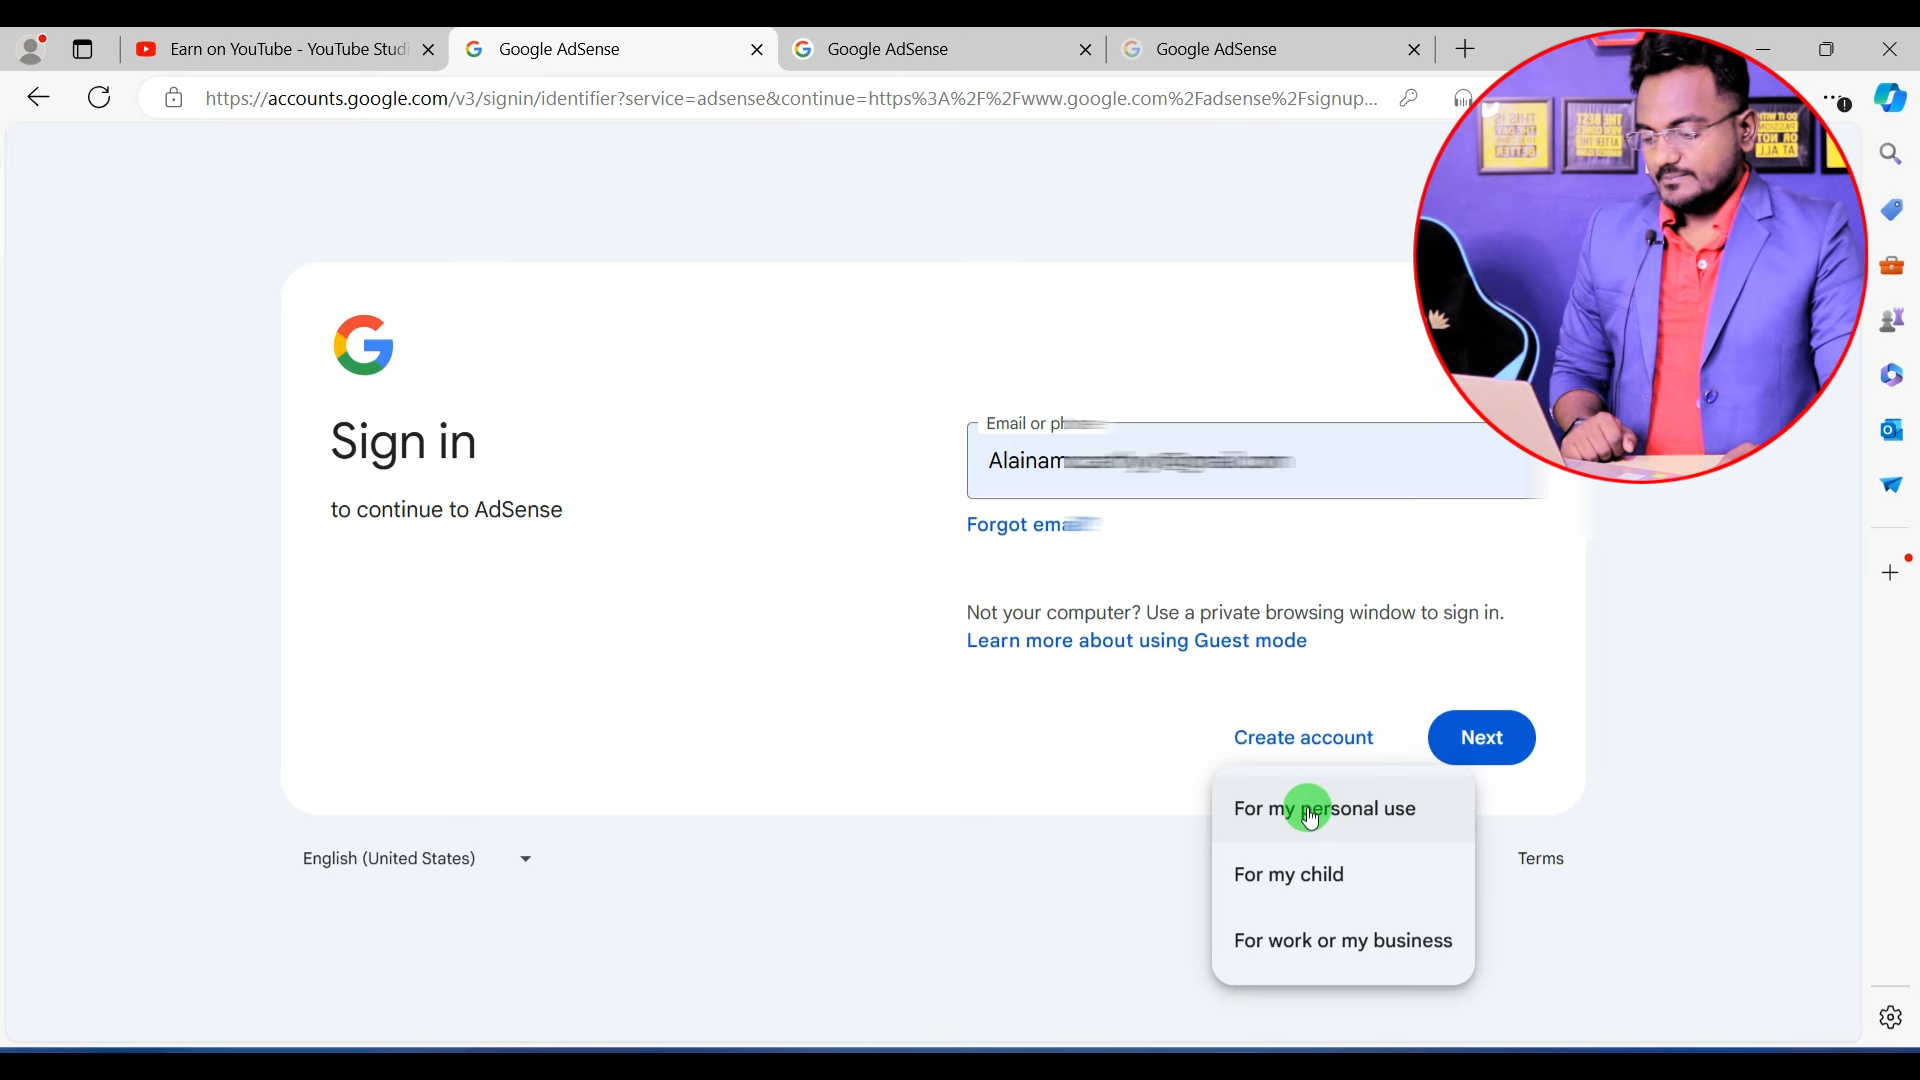 Earn on YouTube - YouTube Studi
Google AdSense
Google AdSense
Google AdSense
https://accounts.google.com/v3/signin/identifier?service=adsense&continue=https%3A%2F%2Fwww.google.com%2Fadsense%2Fsignup...
Sign in
to continue to AdSense
Email or
Alainam
Forgot
Not your computer? Use a private browsing window to sign in.
Learn more about using Guest mode
Create account
Next
For my personal use
For my child
For work or my business
English (United States)
Terms